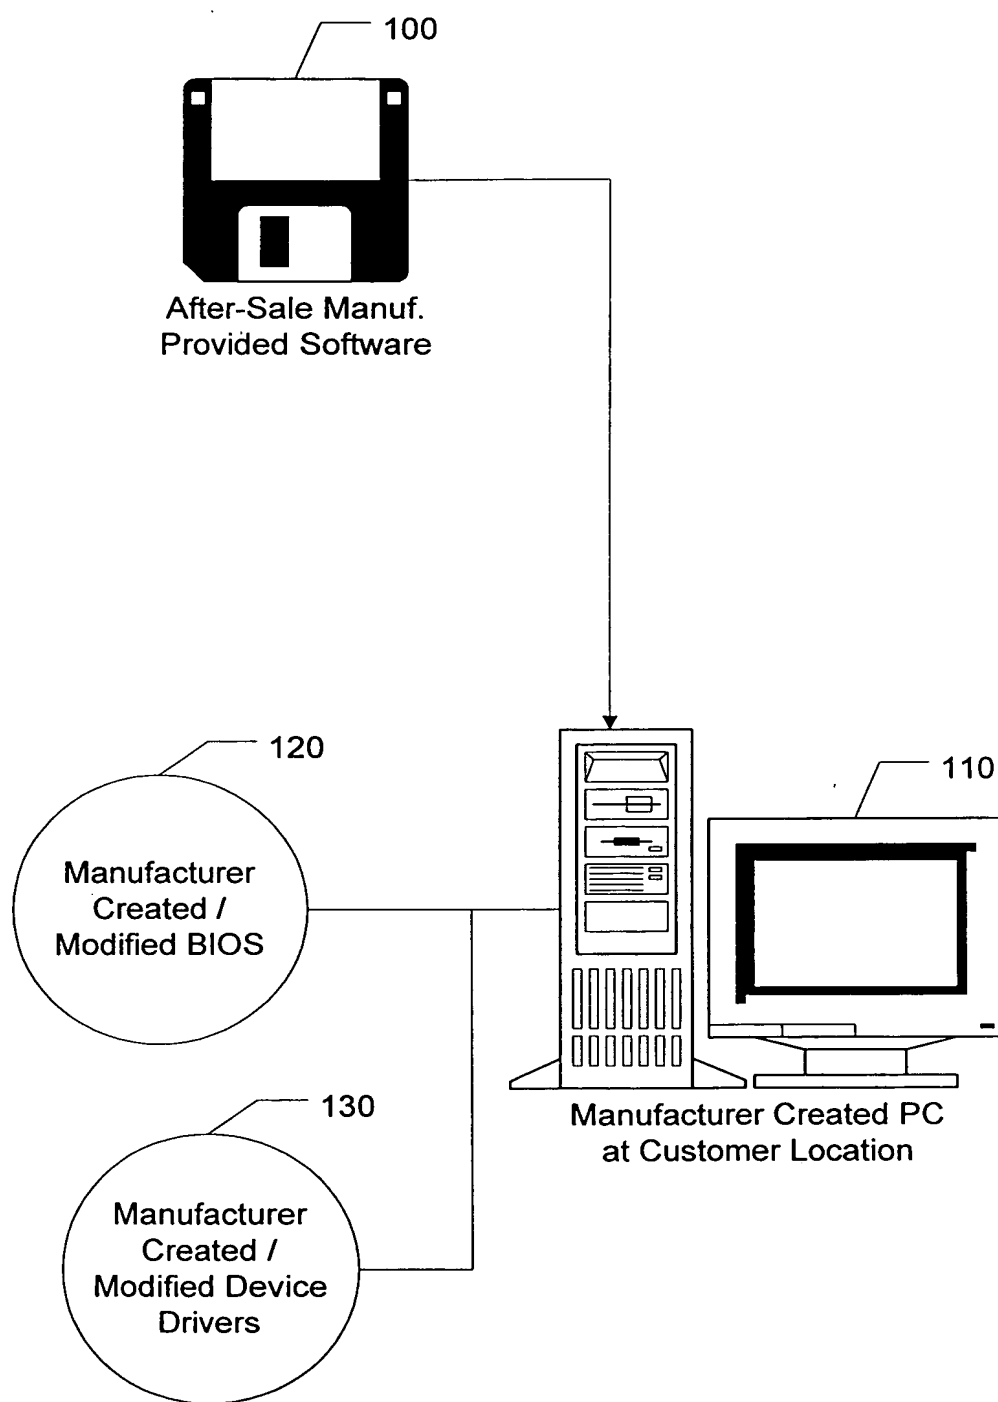 100
After-Sale Manuf.
Provided Software
120
110
Manufacturer
Created /
Modified BIOS
130
Manufacturer Created PC
at Customer Location
Manufacturer
Created /
Modified Device
Drivers